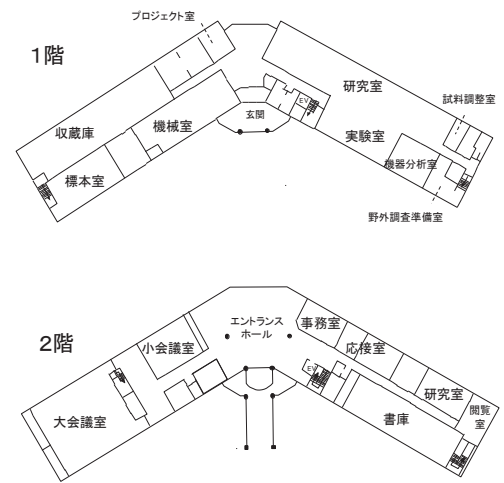 プロジェクト室
1階
収蔵庫
機械室
標本室
玄関
EV
研究室
実験室
試料調整室
機器分析室
野外調査準備室
2階
エントランス
ホール
小会議室
大会議室
事務室
応接室
EV
研究室
書庫
閲覧
室